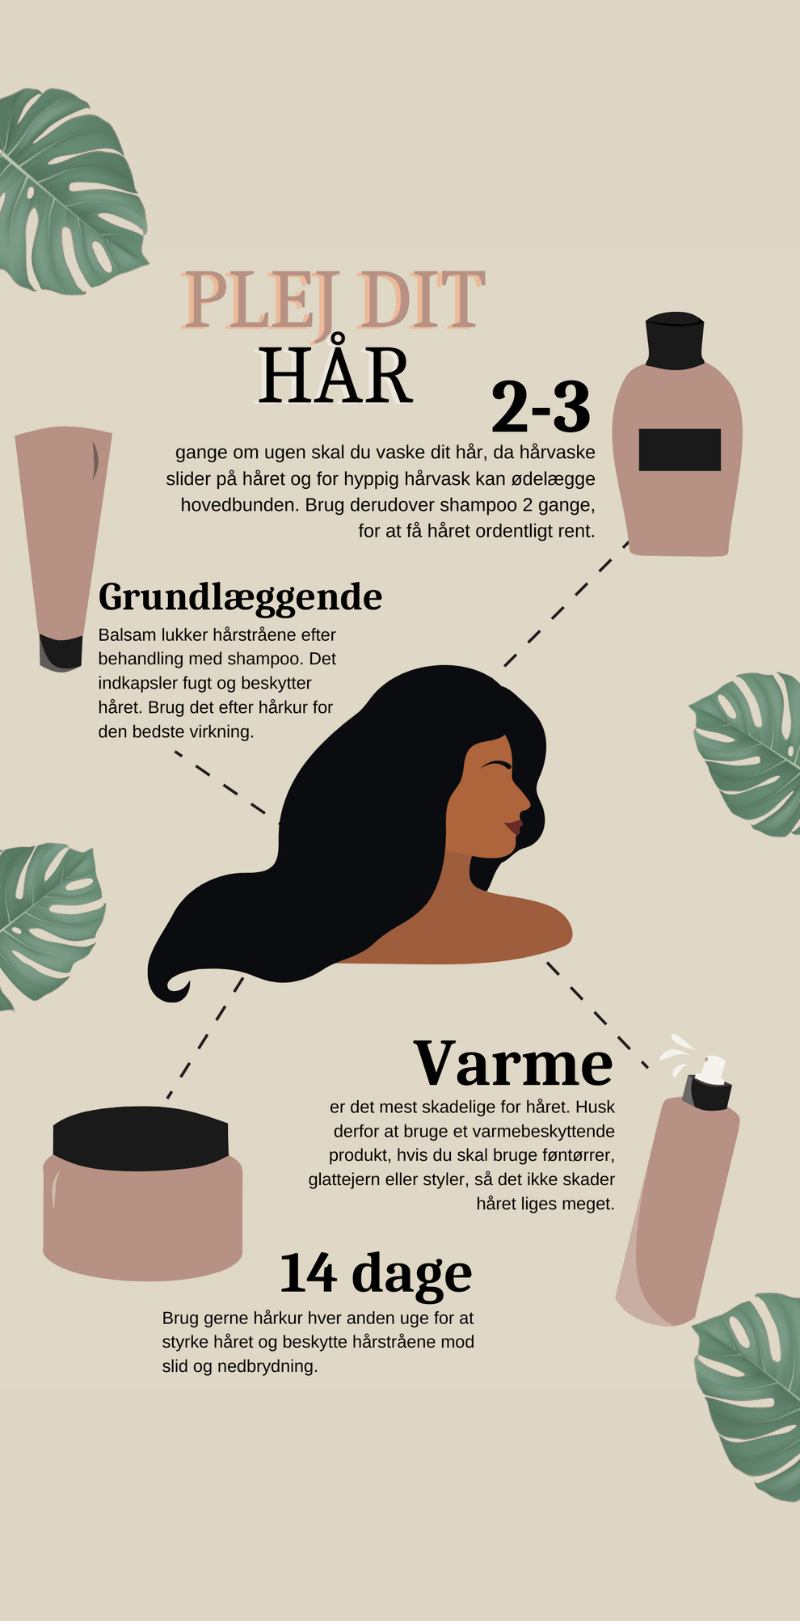 PLEJ DIT
HÅR
2-3
gange om ugen skal du vaske dit hår, da hårvaske
slider på håret og for hyppig hårvask kan ødelægge
hovedbunden. Brug derudover shampoo 2 gange,
for at få håret ordentligt rent.
Grundlæggende
Balsam lukker hårstråene efter
behandling med shampoo. Det
indkapsler fugt og beskytter
håret. Brug det efter hårkur for
den bedste virkning.
Varme
er det mest skadelige for håret. Husk
derfor at bruge et varmebeskyttende
produkt, hvis du skal bruge føntørrer,
glattejern eller styler, så det ikke skader
håret liges meget.
14 dage
Brug gerne hårkur hver anden uge for at
styrke håret og beskytte hårstråene mod
slid og nedbrydning.